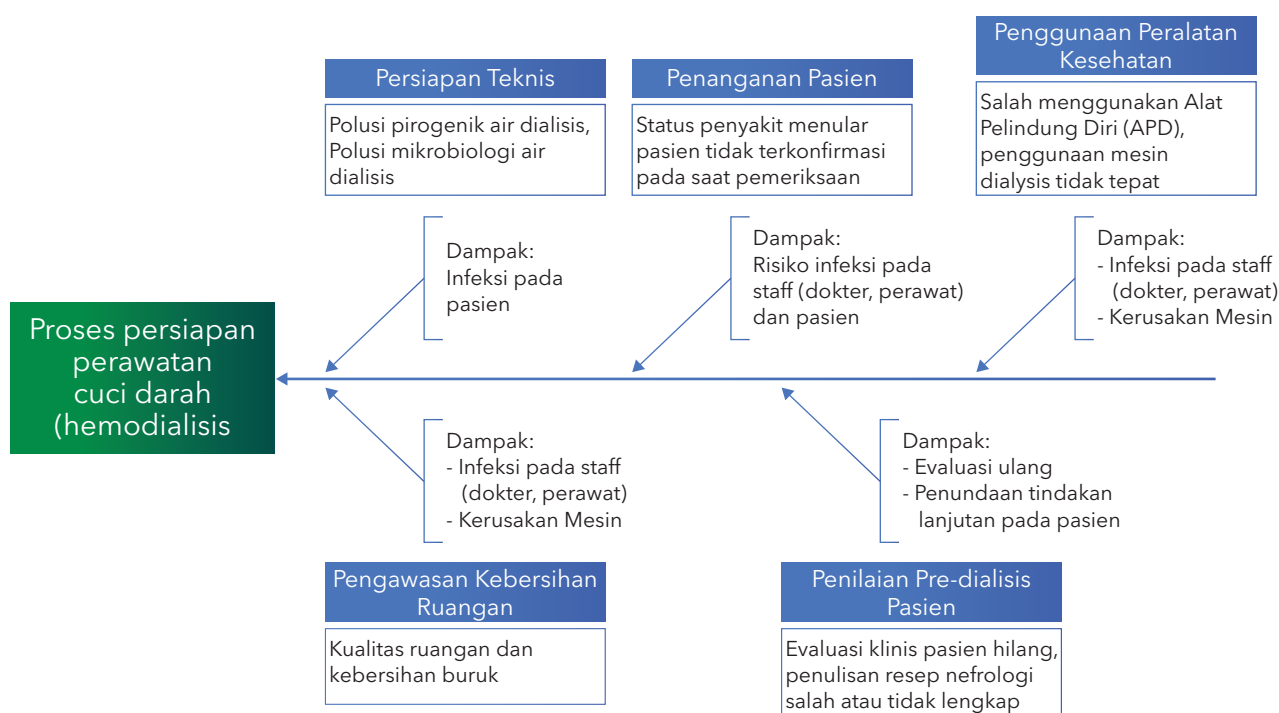 Penggunaan Peralatan
Kesehatan
Persiapan Teknis
Penanganan Pasien
Polusi pirogenik air dialisis,
Polusi mikrobiologi air
dialisis
Status penyakit menular
pasien tidak terkonfirmasi
pada saat pemeriksaan
Salah menggunakan Alat
Pelindung Diri (APD),
penggunaan mesin
dialysis tidak tepat
Dampak:
Infeksi pada
pasien
Dampak:
Risiko infeksi pada
staff (dokter, perawat)
dan pasien
Dampak:
- Infeksi pada staff
(dokter, perawat)
- Kerusakan Mesin
Proses persiapan
perawatan
cuci darah
(hemodialisis
Dampak:
- Infeksi pada staff
(dokter, perawat)
- Kerusakan Mesin
Dampak:
- Evaluasi ulang
- Penundaan tindakan
lanjutan pada pasien
Pengawasan Kebersihan
Ruangan
Kualitas ruangan dan
kebersihan buruk
Penilaian Pre-dialisis
Pasien
Evaluasi klinis pasien hilang,
penulisan resep nefrologi
salah atau tidak lengkap